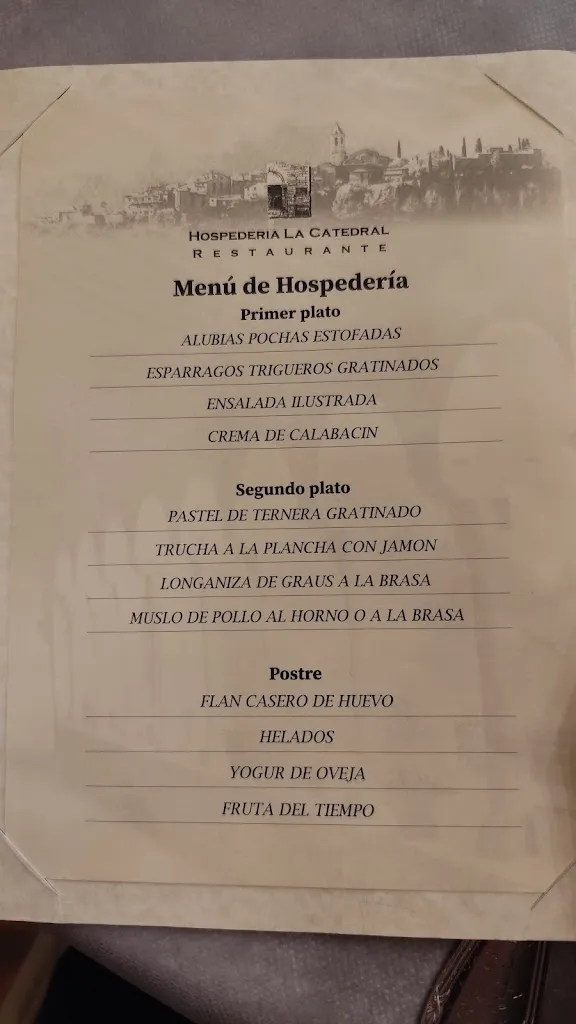 HOSPEDERIA LA CATEDRAL
RESTAURANTE
Menú de Hospedería
Primer plato
ALUBIAS POCHAS ESTOFADAS
ESPARRAGOS TRIGUEROS GRATINADOS
ENSALADA ILUSTRADA
CREMA DE CALABACIN
Segundo plato
PASTEL DE TERNERA GRATINADO
TRUCHA A LA PLANCHA CON JAMON
LONGANIZA DE GRAUS A LA BRASA
MUSLO DE POLLO AL HORNO O A LA BRASA
Postre
FLAN CASERO DE HUEVO
HELADOS
YOGUR DE OVEJA
FRUTA DEL TIEMPO